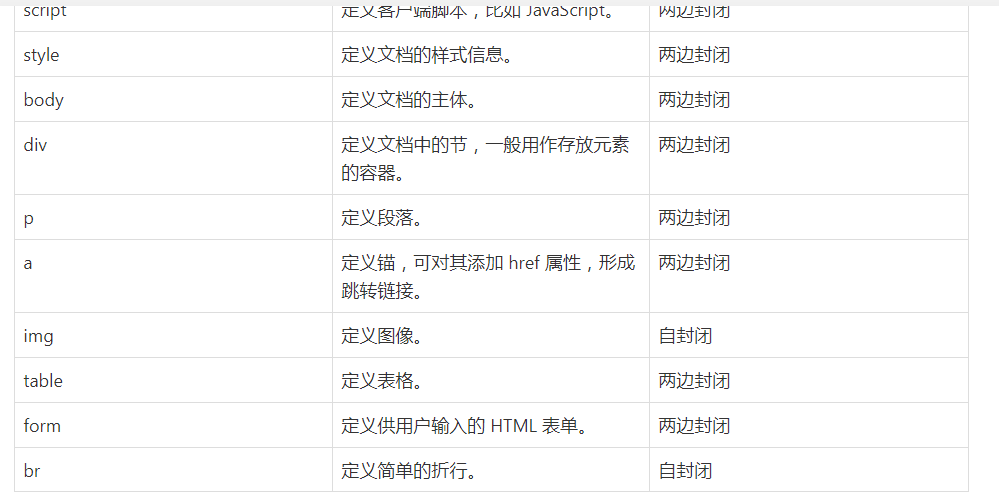 script 定义客户端脚本，比如 JavaScript。 两边封闭
style 定义文档的样式信息。 两边封闭
body 定义文档的主体。 两边封闭
div 定义文档中的节，一般用作存放元素 两边封闭
的容器。
p 定义段落。 两边封闭
a 定义锚，可对其添加 href 属性，形成 两边封闭
跳转链接。
img 定义图像。 自封闭
table 定义表格。 两边封闭
form 定义供用户输入的 HTML 表单。 两边封闭
br 定义简单的折行。 自封闭